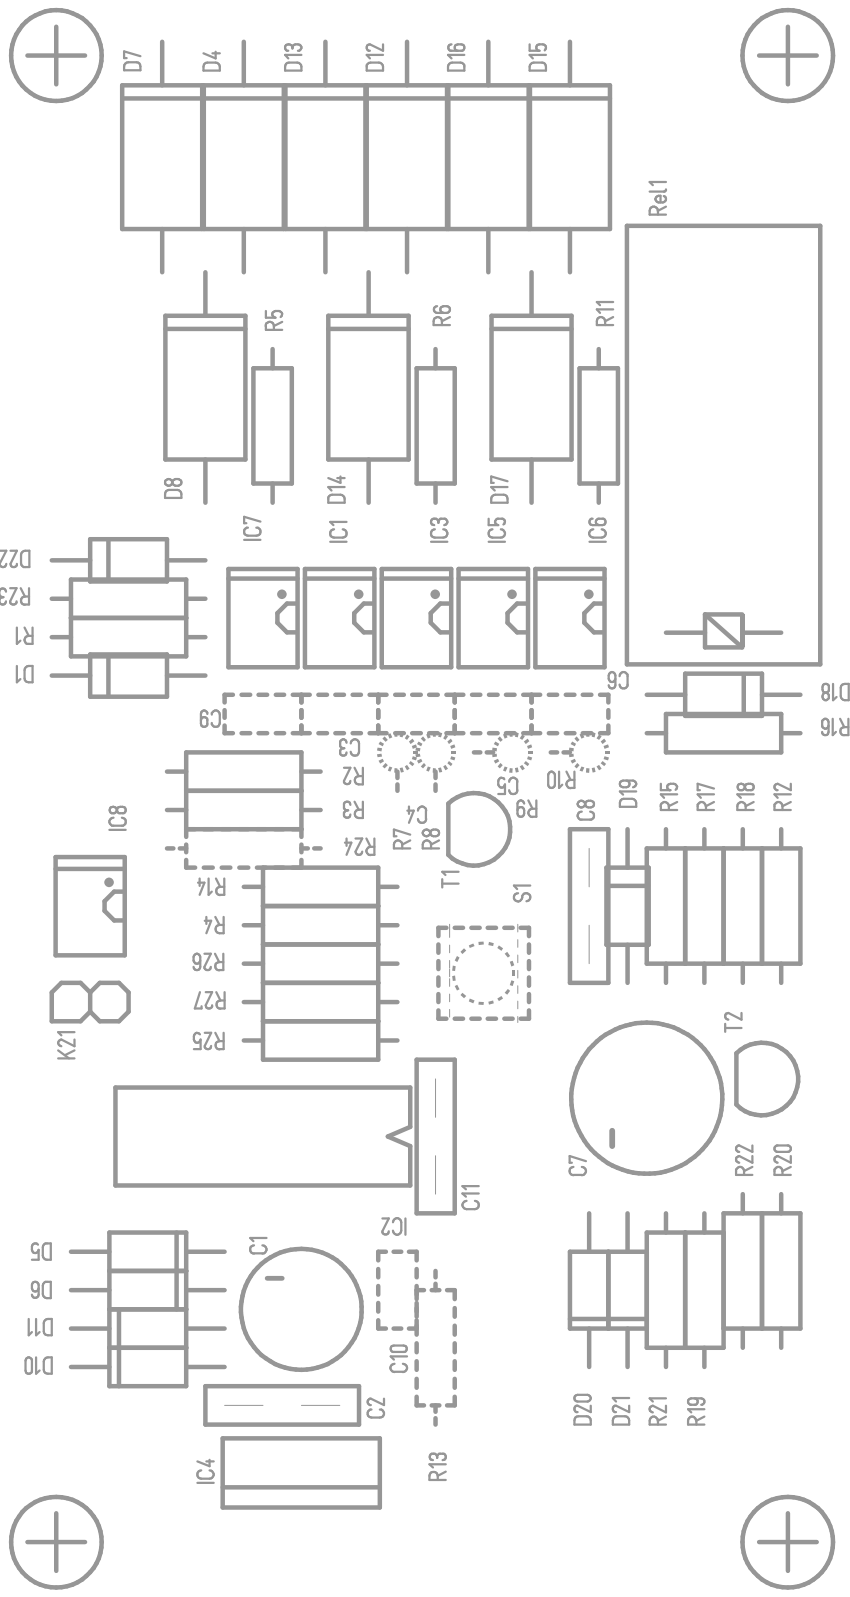 D7
D4
D13
D12
D16
D15
Rel1
R5
R6
R11
D8
D14
D17
IC7
IC1
IC3
IC5
IC6
D22
R23
R1
D1
C6
D18
C9
R16
C3
R2
C5
R10
R3
C4
R9
R7
R8
C8
D19
R15
R17
R18
R12
IC8
R24
T1
S1
R14
R4
R26
R27
R25
K21
T2
C7
R22
R20
C11
IC2
D5
C1
D6
D11
D10
C10
C2
D20
D21
R21
R19
IC4
R13